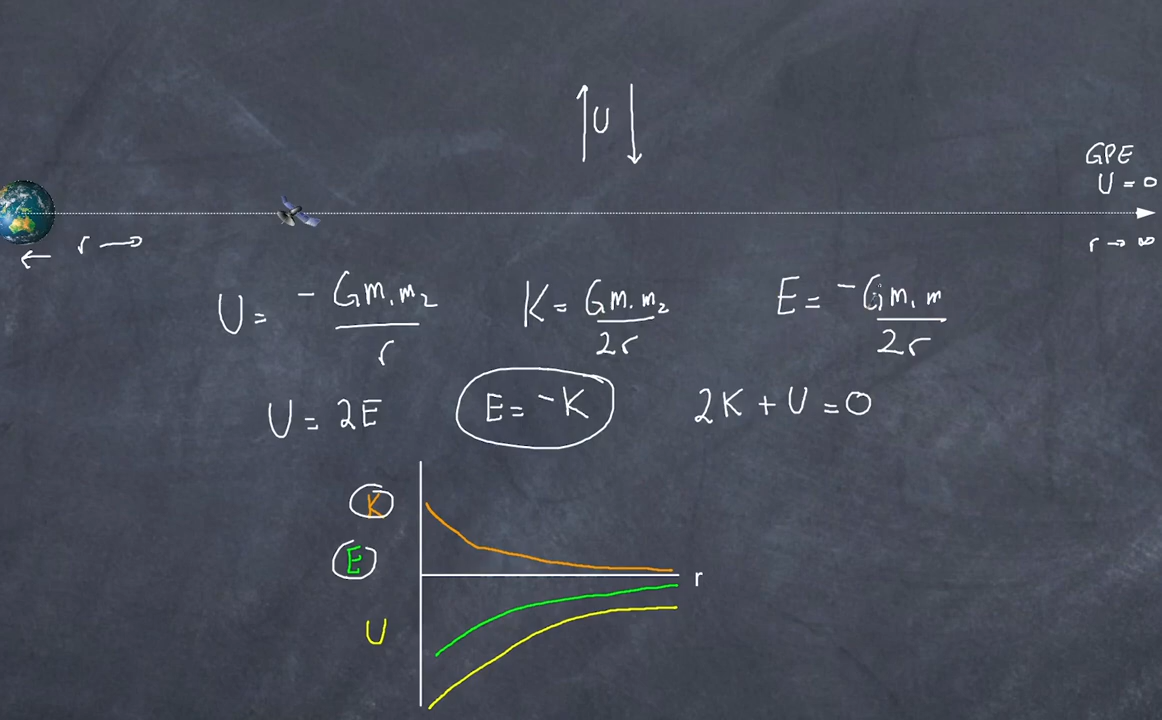 ↑ U ↓
GPE
U = 0
r → ∞
← r →
U = -Gm₁m₂/r K = Gm₁m₂/2r E = -Gm₁m/2r
U = 2E E = -K 2K + U = 0
K
E
r
U